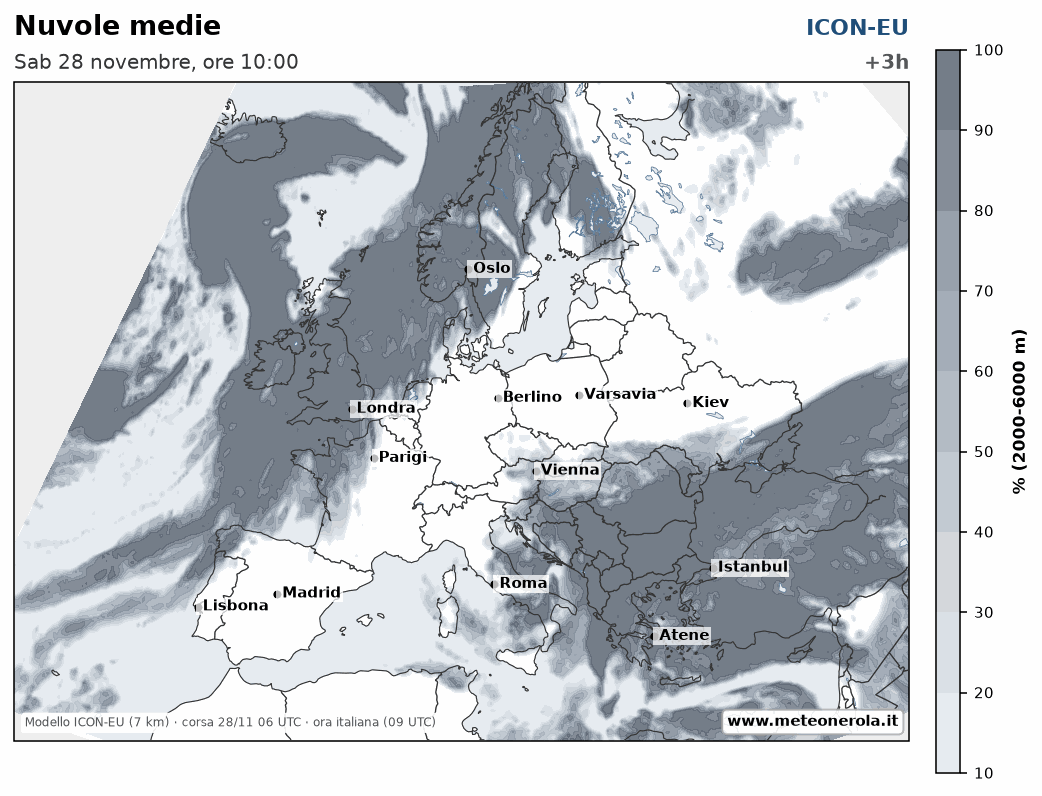 Nuvole medie
ICON-EU
Sab 28 novembre, ore 10:00
+3h
100
90
80
70
60
50
40
30
20
10
% (2000-6000 m)
Oslo
Londra
Berlino
Varsavia
Kiev
Parigi
Vienna
Istanbul
Roma
Madrid
Lisbona
Atene
Modello ICON-EU (7 km) · corsa 28/11 06 UTC · ora italiana (09 UTC)
www.meteonerola.it